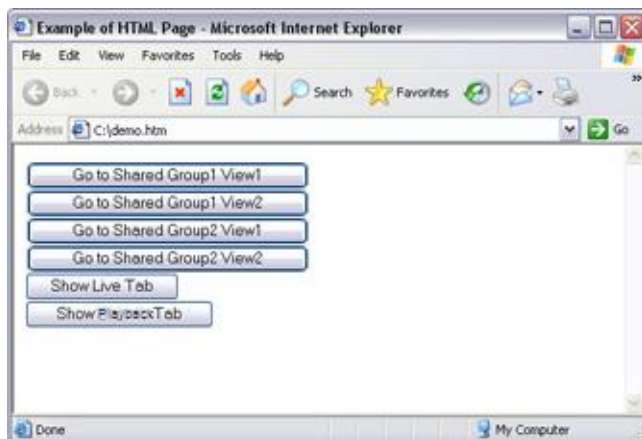 Example of HTML Page - Microsoft Internet Explorer
File Edit View Favorites Tools Help
Back Search Favorites »
Address C:\demo.htm Go
Go to Shared Group1 View1
Go to Shared Group1 View2
Go to Shared Group2 View1
Go to Shared Group2 View2
Show Live Tab
Show Playback Tab
Done My Computer